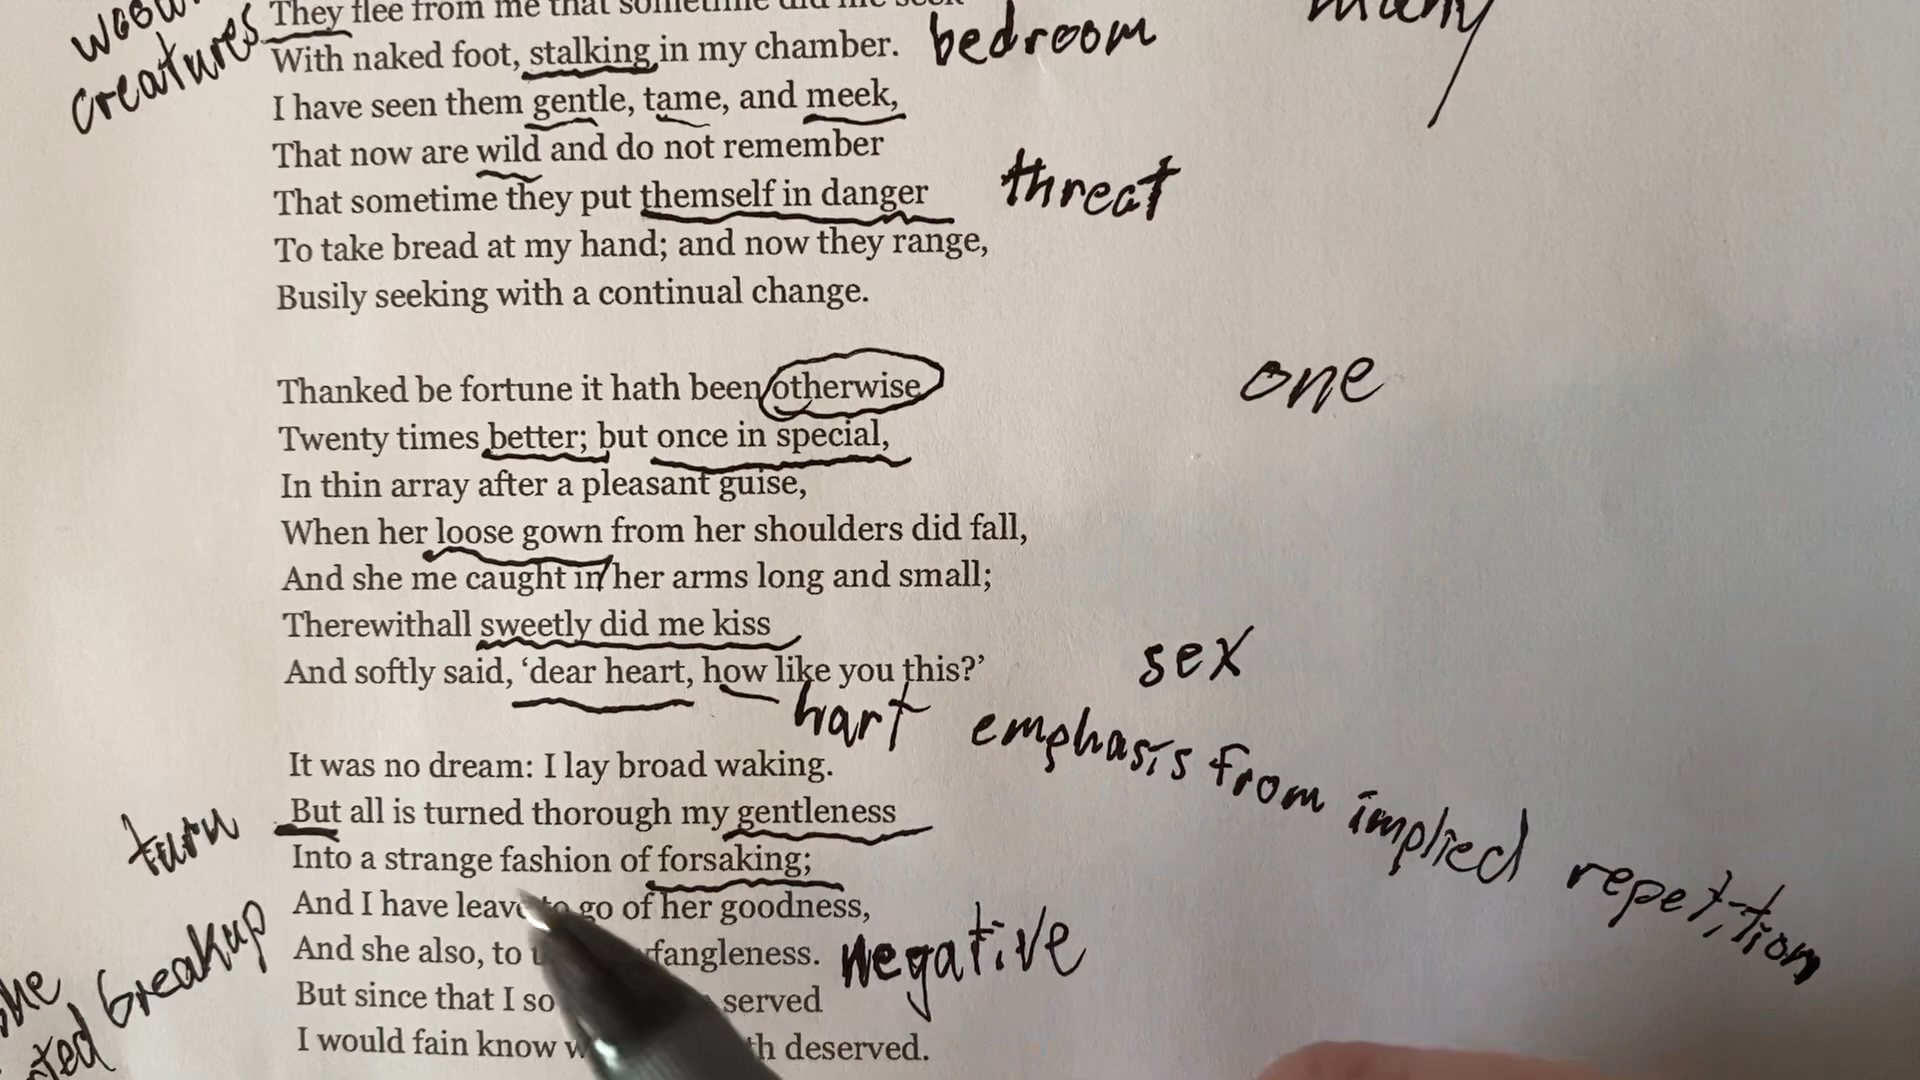 They flee from me that sometime did me seek
With naked foot, stalking in my chamber.
bedroom
many
creatures
I have seen them gentle, tame, and meek,
That now are wild and do not remember
That sometime they put themself in danger
threat
To take bread at my hand; and now they range,
Busily seeking with a continual change.
Thanked be fortune it hath been otherwise
one
Twenty times better; but once in special,
In thin array after a pleasant guise,
When her loose gown from her shoulders did fall,
And she me caught in her arms long and small;
Therewithall sweetly did me kiss
And softly said, ‘dear heart, how like you this?’
sex
hart
emphasis from implied repetition
It was no dream: I lay broad waking.
turn
But all is turned thorough my gentleness
Into a strange fashion of forsaking;
And I have leave to go of her goodness,
And she also, to fangleness.
negative
breakup
But since that I so served
I would fain know deserved.